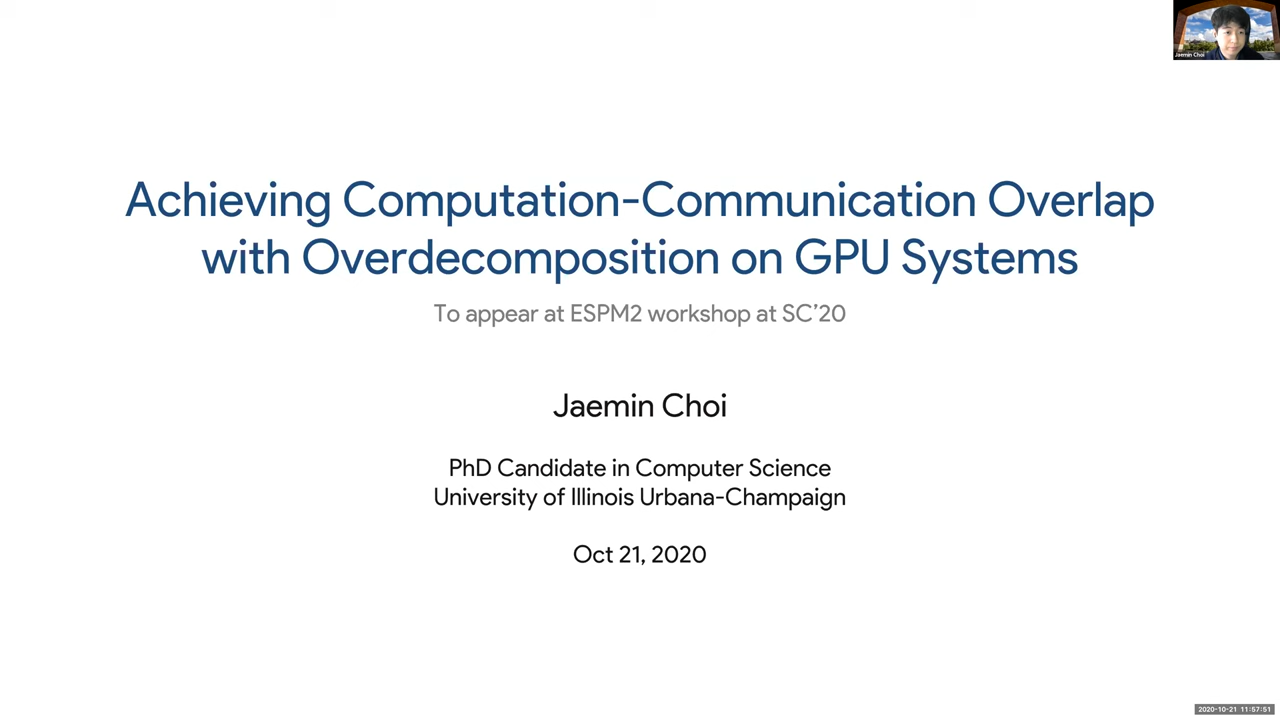 Jaemin Choi
Achieving Computation-Communication Overlap
with Overdecomposition on GPU Systems
To appear at ESPM2 workshop at SC’20
Jaemin Choi
PhD Candidate in Computer Science
University of Illinois Urbana-Champaign
Oct 21, 2020
2020-10-21 11:57:51